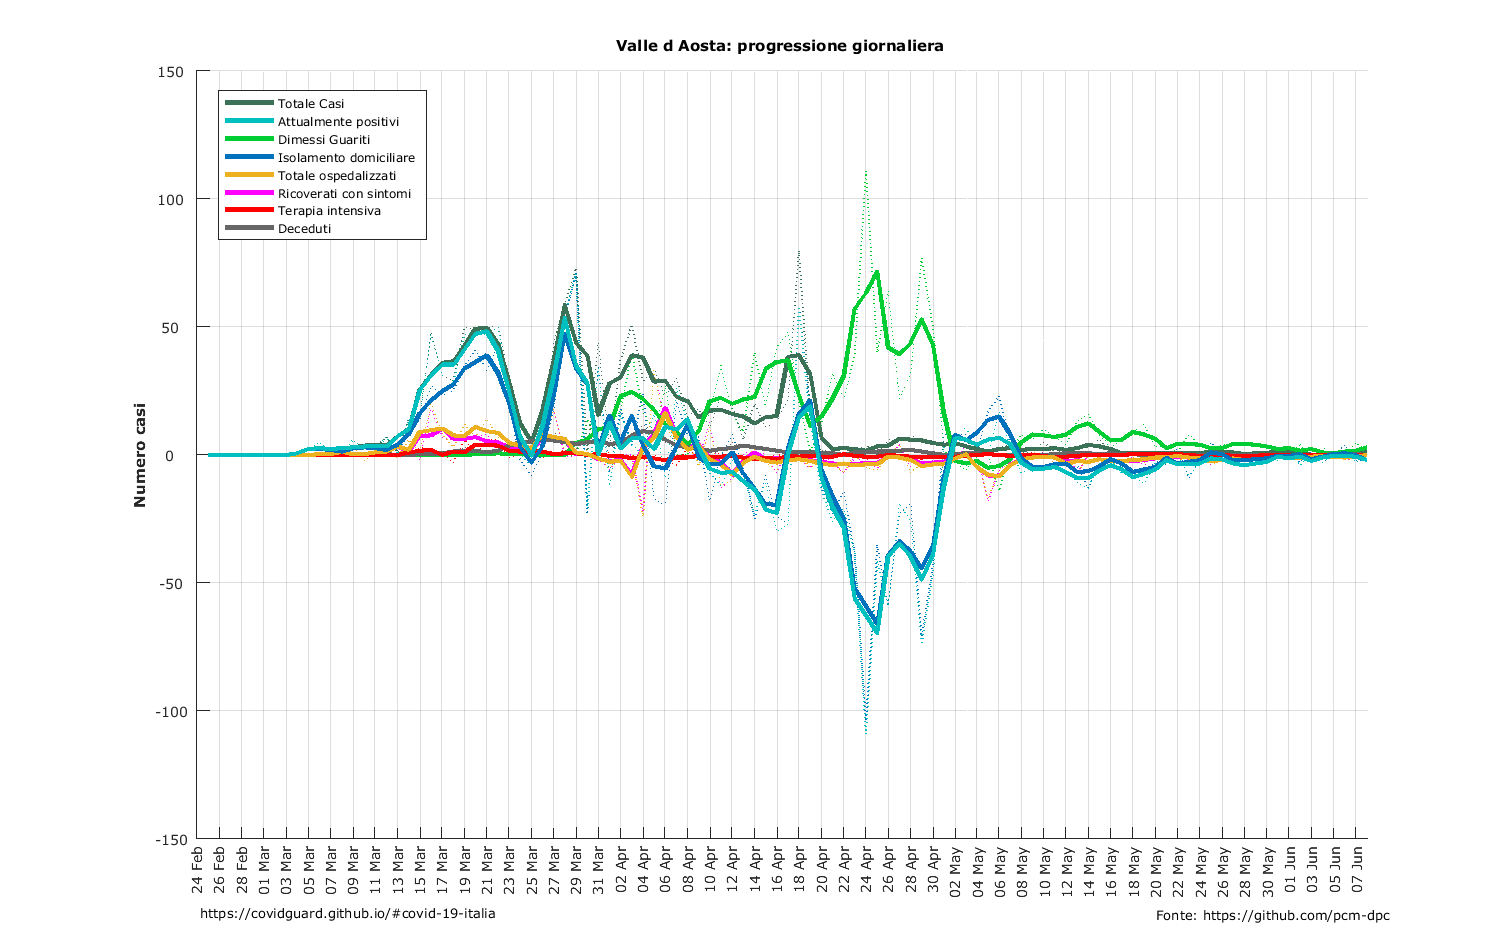 Valle d Aosta: progressione giornaliera
150
100
50
0
-50
-100
-150
Numero casi
Totale Casi
Attualmente positivi
Dimessi Guariti
Isolamento domiciliare
Totale ospedalizzati
Ricoverati con sintomi
Terapia intensiva
Deceduti
24 Feb
26 Feb
28 Feb
01 Mar
03 Mar
05 Mar
07 Mar
09 Mar
11 Mar
13 Mar
15 Mar
17 Mar
19 Mar
21 Mar
23 Mar
25 Mar
27 Mar
29 Mar
31 Mar
02 Apr
04 Apr
06 Apr
08 Apr
10 Apr
12 Apr
14 Apr
16 Apr
18 Apr
20 Apr
22 Apr
24 Apr
26 Apr
28 Apr
30 Apr
02 May
04 May
06 May
08 May
10 May
12 May
14 May
16 May
18 May
20 May
22 May
24 May
26 May
28 May
30 May
01 Jun
03 Jun
05 Jun
07 Jun
https://covidguard.github.io/#covid-19-italia
Fonte: https://github.com/pcm-dpc